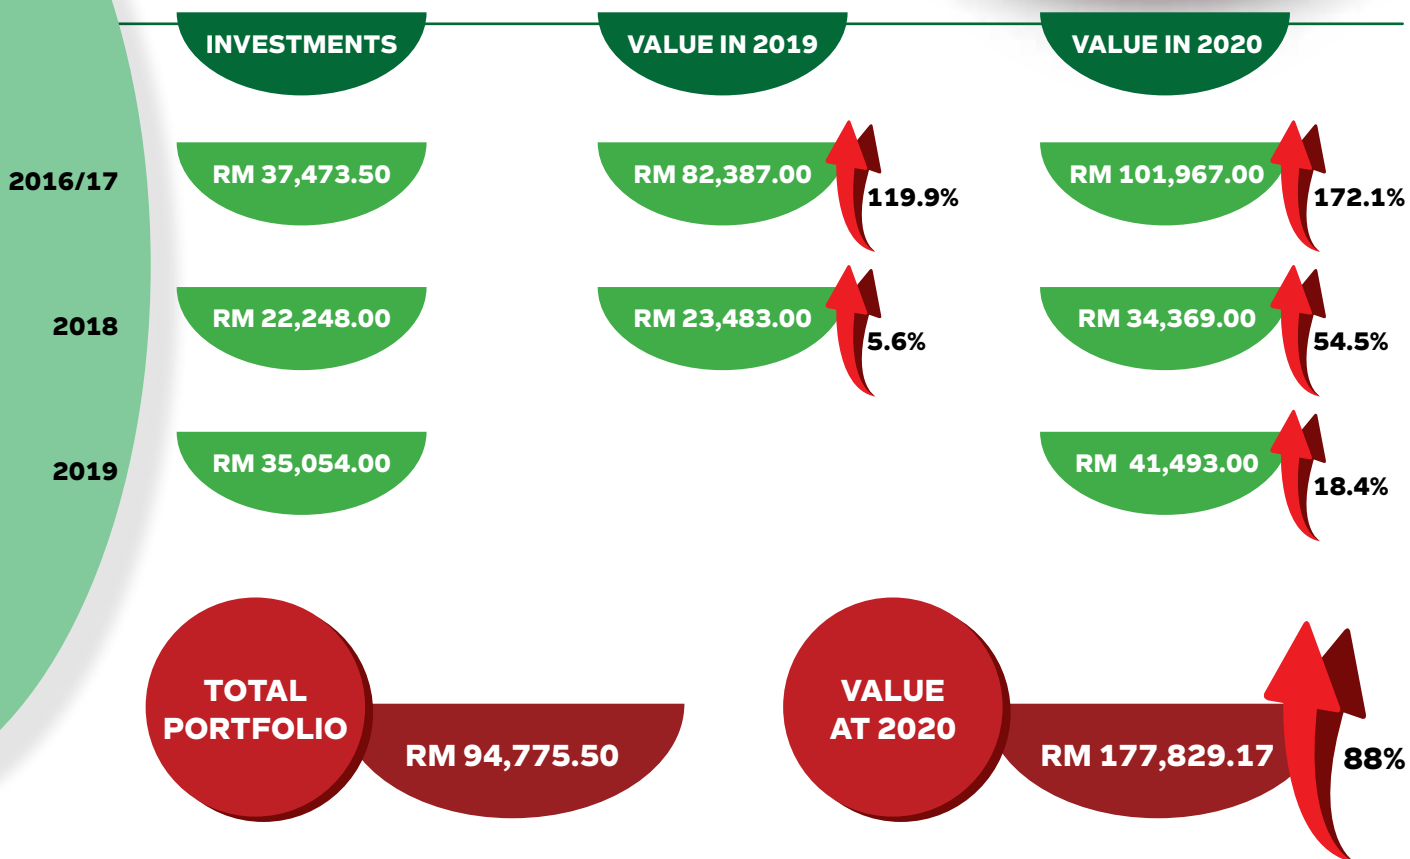 INVESTMENTS VALUE IN 2019 VALUE IN 2020
2016/17 RM 37,473.50 RM 82,387.00 119.9% RM 101,967.00 172.1%
2018 RM 22,248.00 RM 23,483.00 5.6% RM 34,369.00 54.5%
2019 RM 35,054.00 RM 41,493.00 18.4%
TOTAL
PORTFOLIO
RM 94,775.50
VALUE
AT 2020
RM 177,829.17
88%